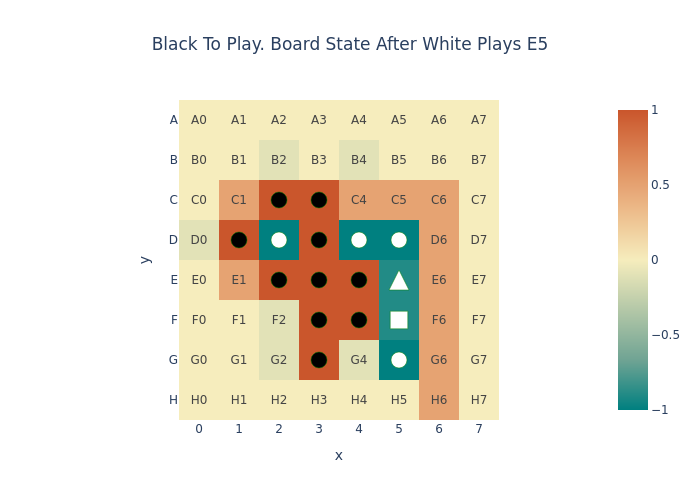 Black To Play. Board State After White Plays E5
A A0 A1 A2 A3 A4 A5 A6 A7
B B0 B1 B2 B3 B4 B5 B6 B7
C C0 C1 C4 C5 C6 C7
D D0 D6 D7
E E0 E1 E6 E7
F F0 F1 F2 F6 F7
G G0 G1 G2 G4 G6 G7
H H0 H1 H2 H3 H4 H5 H6 H7
0 1 2 3 4 5 6 7
x
y
1
0.5
0
−0.5
−1